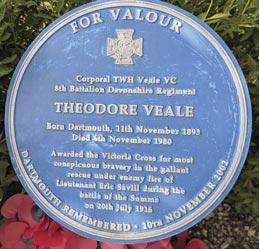 FOR VALOUR
Corporal TWH Veale VC
8th Battalion Devonshire Regiment
THEODORE VEALE
Born Dartmouth, 11th November 1893
Died 6th November 1980
Awarded the Victoria Cross for most
conspicuous bravery in the gallant
rescue under enemy fire of
Lieutenant Eric Savill during the
battle of the Somme
on 20th July 1916
DARTMOUTH REMEMBERED • 10TH NOVEMBER 2002